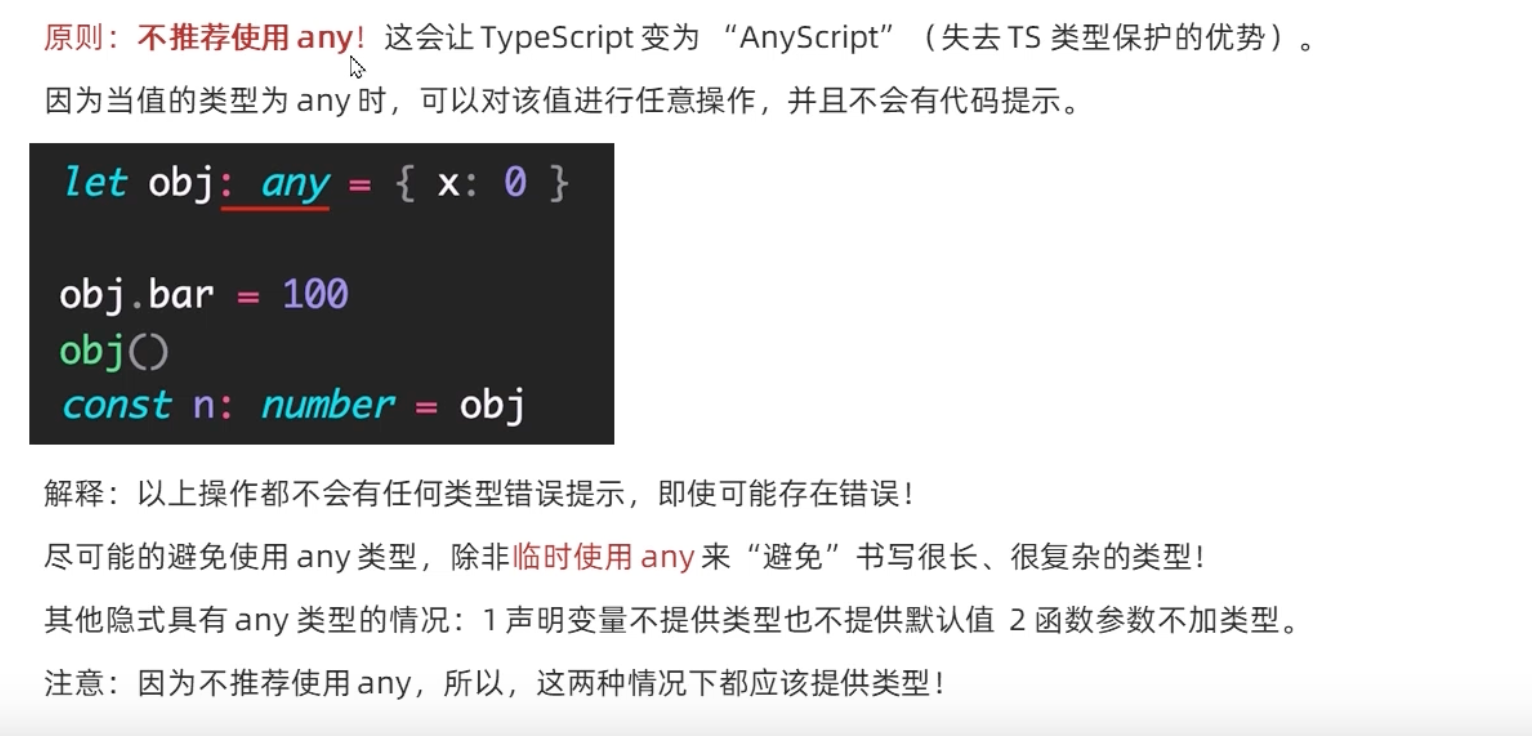 原则：不推荐使用 any！这会让 TypeScript 变为 “AnyScript”（失去 TS 类型保护的优势）。
因为当值的类型为 any 时，可以对该值进行任意操作，并且不会有代码提示。
let obj: any = { x: 0 }
obj.bar = 100
obj()
const n: number = obj
解释：以上操作都不会有任何类型错误提示，即使可能存在错误！
尽可能的避免使用 any 类型，除非临时使用 any 来“避免” 书写很长、很复杂的类型！
其他隐式具有 any 类型的情况：1 声明变量不提供类型也不提供默认值 2 函数参数不加类型。
注意：因为不推荐使用 any，所以，这两种情况下都应该提供类型！